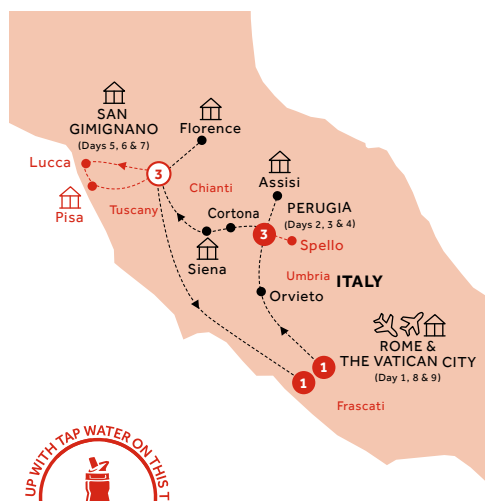 SAN
GIMIGNANO
(Days 5, 6 & 7)
Florence
Lucca
3
Chianti
Assisi
Pisa
Tuscany
Cortona
PERUGIA
(Days 2, 3 & 4)
3
Spello
Siena
Umbria
ITALY
Orvieto
ROME &
THE VATICAN CITY
(Day 1, 8 & 9)
1
1
Frascati
UP WITH TAP WATER ON THIS T